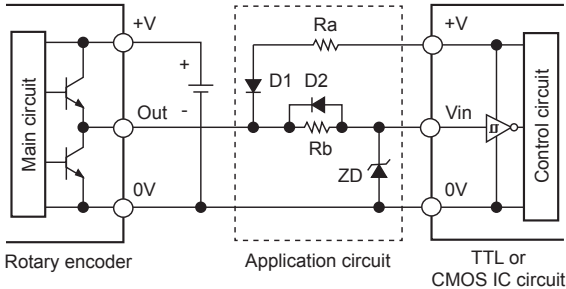 +V
Ra
+V
Main circuit
+
-
D1
D2
Control circuit
Out
Vin
Rb
ZD
0V
0V
Rotary encoder
Application circuit
TTL or
CMOS IC circuit